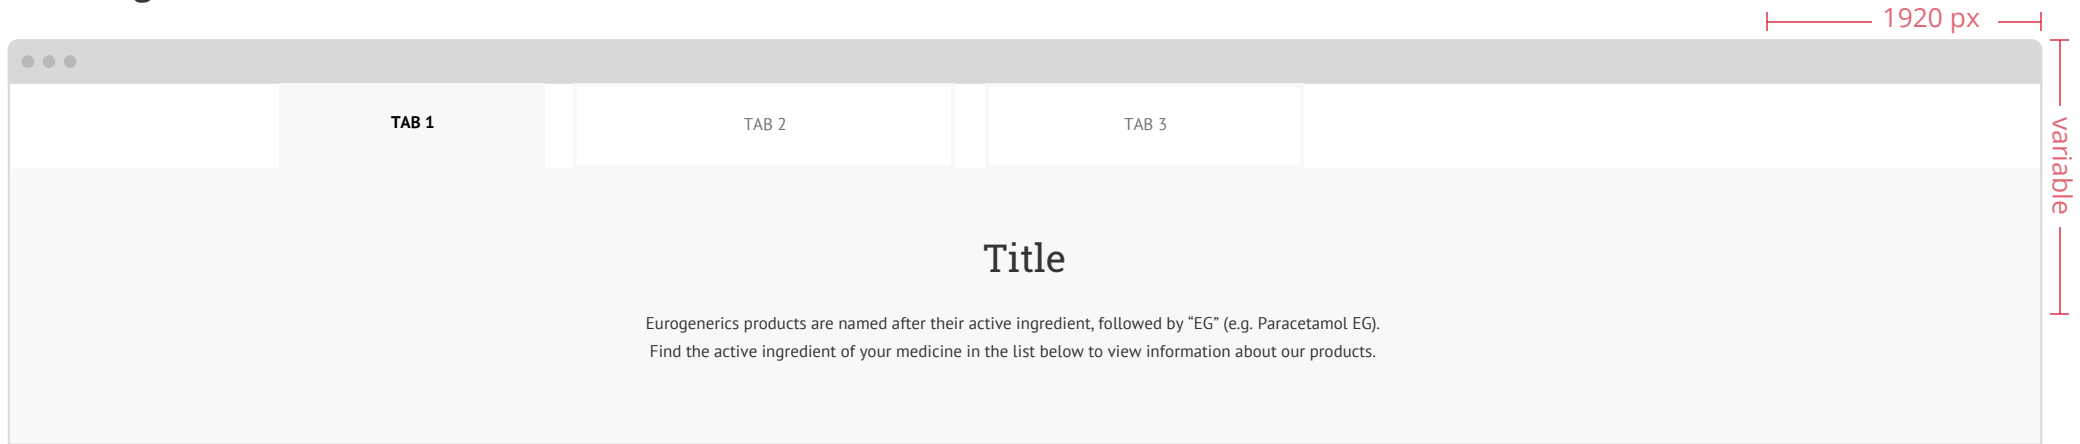 1920 px
variable
TAB 1
TAB 2
TAB 3
Title
Eurogenerics products are named after their active ingredient, followed by “EG” (e.g. Paracetamol EG).
Find the active ingredient of your medicine in the list below to view information about our products.